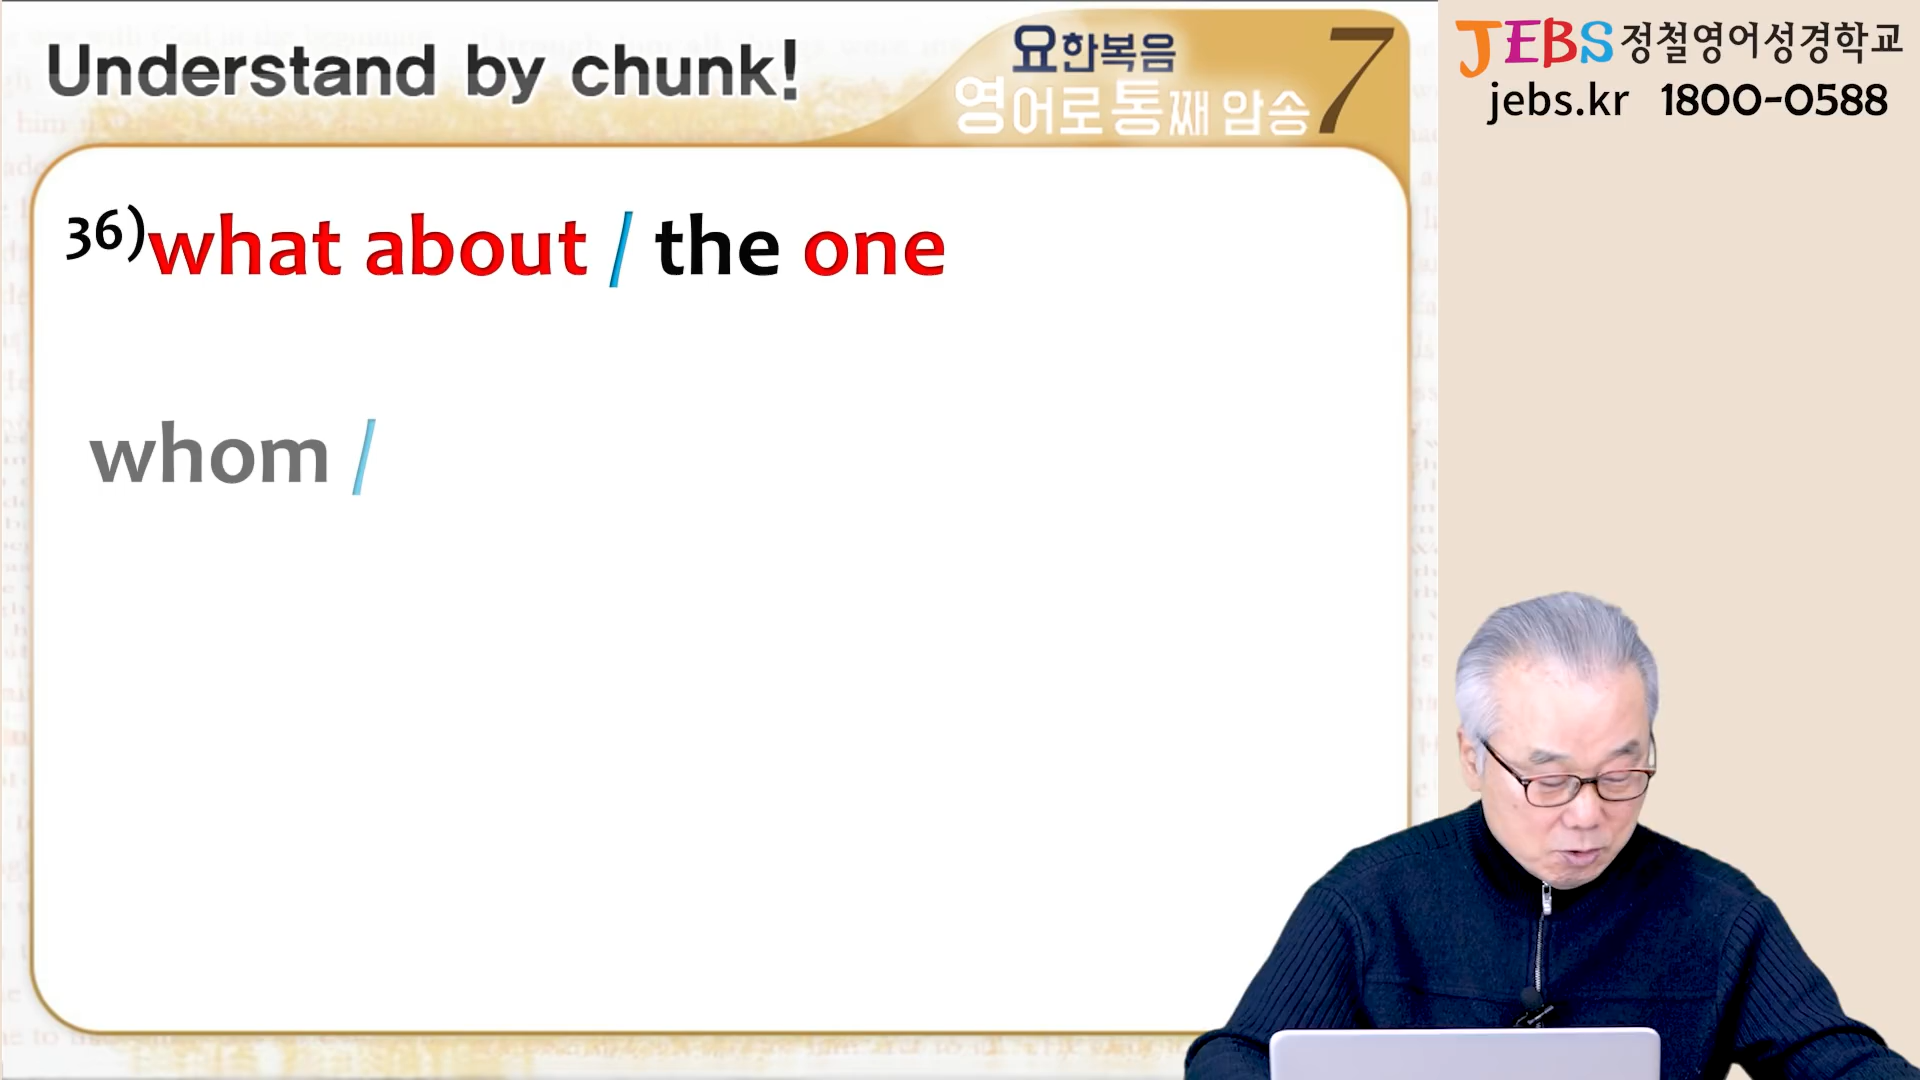 Understand by chunk!
요한복음
영어로통째 암송 7
JEBS 정철영어성경학교
jebs.kr 1800-0588
36)what about / the one
whom /